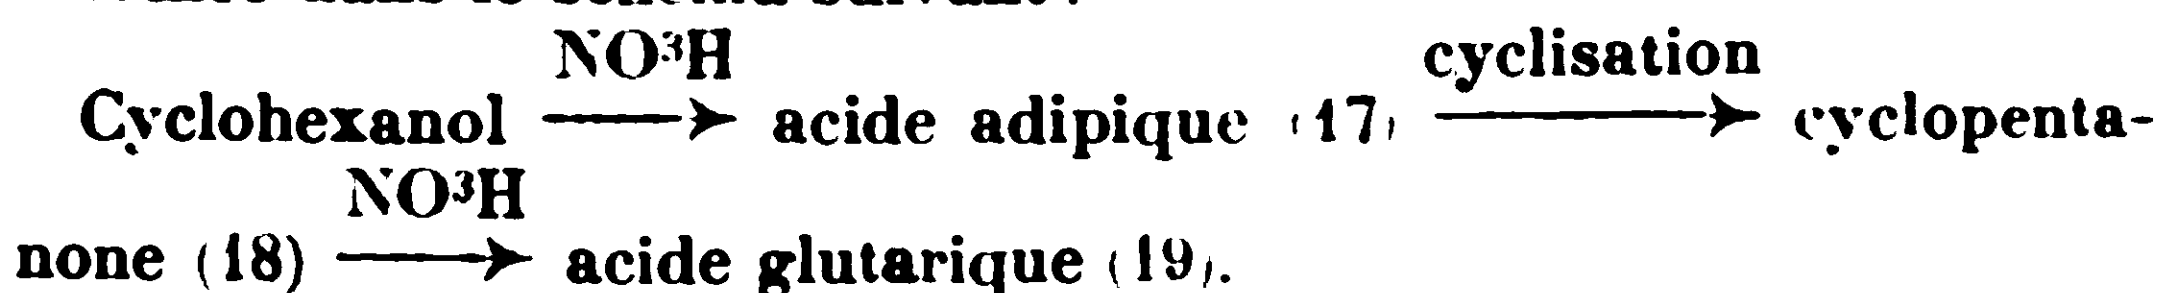 NO³H cyclisation
Cyclohexanol ⟶ acide adipique (17) ⟶ cyclopenta-
NO³H
none (18) ⟶ acide glutarique (19).